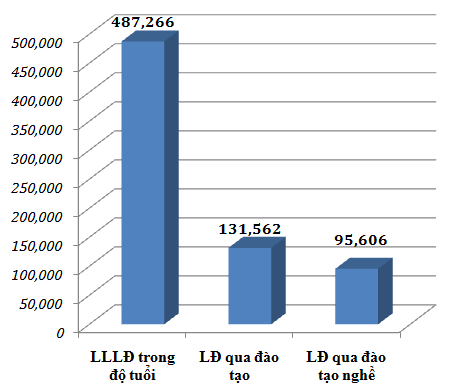 487,266
500,000
450,000
400,000
350,000
300,000
250,000
200,000
150,000
100,000
50,000
0
131,562
95,606
LLLĐ trong
độ tuổi
LĐ qua đào
tạo
LĐ qua đào
tạo nghề